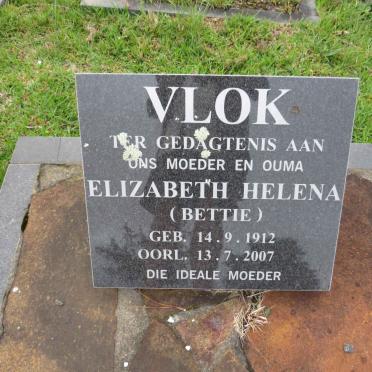 VLOK
TER GEDAGTENIS AAN
ONS MOEDER EN OUMA
ELIZABETH HELENA
( BETTIE )
GEB. 14 . 9 . 1912
OORL. 13 . 7 . 2007
DIE IDEALE MOEDER